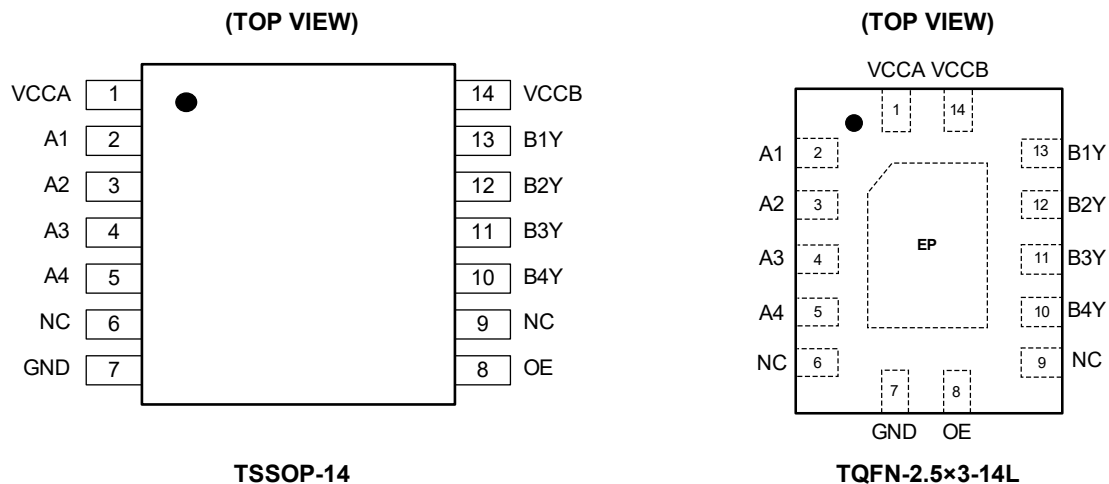 (TOP VIEW)
VCCA 1 14 VCCB
A1 2 13 B1Y
A2 3 12 B2Y
A3 4 11 B3Y
A4 5 10 B4Y
NC 6 9 NC
GND 7 8 OE
TSSOP-14
(TOP VIEW)
VCCA VCCB
1 14
A1 2 13 B1Y
A2 3 12 B2Y
A3 4 EP 11 B3Y
A4 5 10 B4Y
NC 6 9 NC
7 8
GND OE
TQFN-2.5×3-14L